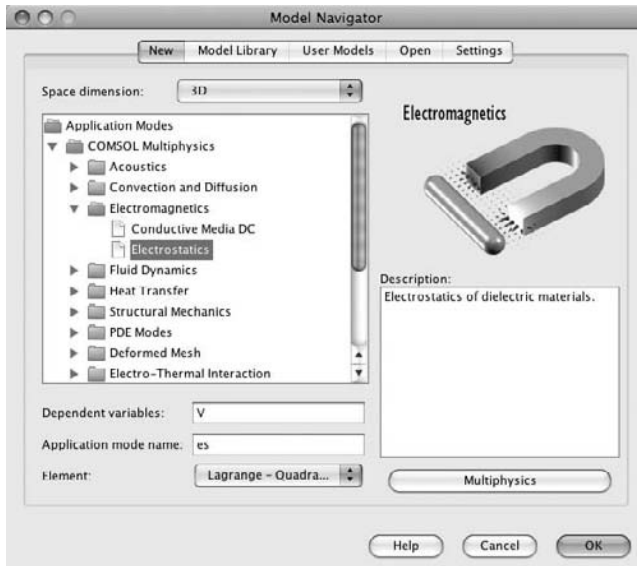 Model Navigator
New Model Library User Models Open Settings
Space dimension: 3D
Application Modes
COMSOL Multiphysics
Acoustics
Convection and Diffusion
Electromagnetics
Conductive Media DC
Electrostatics
Fluid Dynamics
Heat Transfer
Structural Mechanics
PDE Modes
Deformed Mesh
Electro-Thermal Interaction
Dependent variables: V
Application mode name: es
Element: Lagrange - Quadra...
Electromagnetics
Description:
Electrostatics of dielectric materials.
Multiphysics
Help Cancel OK